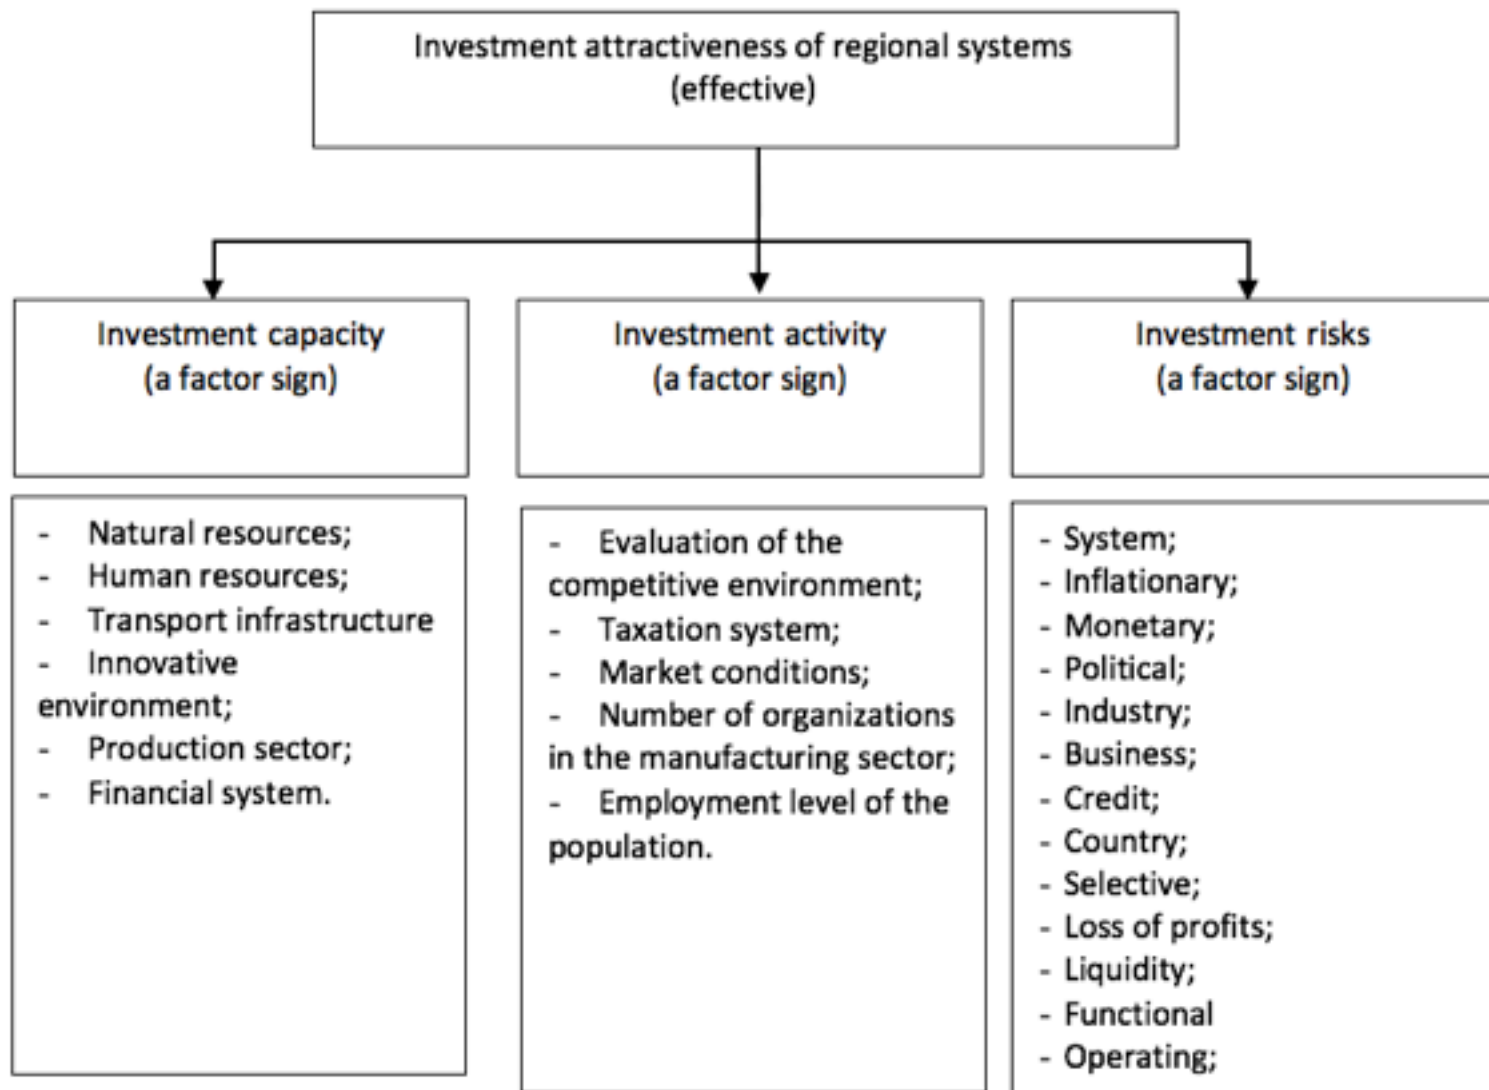 Investment attractiveness of regional systems
(effective)
Investment capacity
(a factor sign)
Investment activity
(a factor sign)
Investment risks
(a factor sign)
- Natural resources;
- Human resources;
- Transport infrastructure
- Innovative
environment;
- Production sector;
- Financial system.
- Evaluation of the
competitive environment;
- Taxation system;
- Market conditions;
- Number of organizations
in the manufacturing sector;
- Employment level of the
population.
- System;
- Inflationary;
- Monetary;
- Political;
- Industry;
- Business;
- Credit;
- Country;
- Selective;
- Loss of profits;
- Liquidity;
- Functional
- Operating;